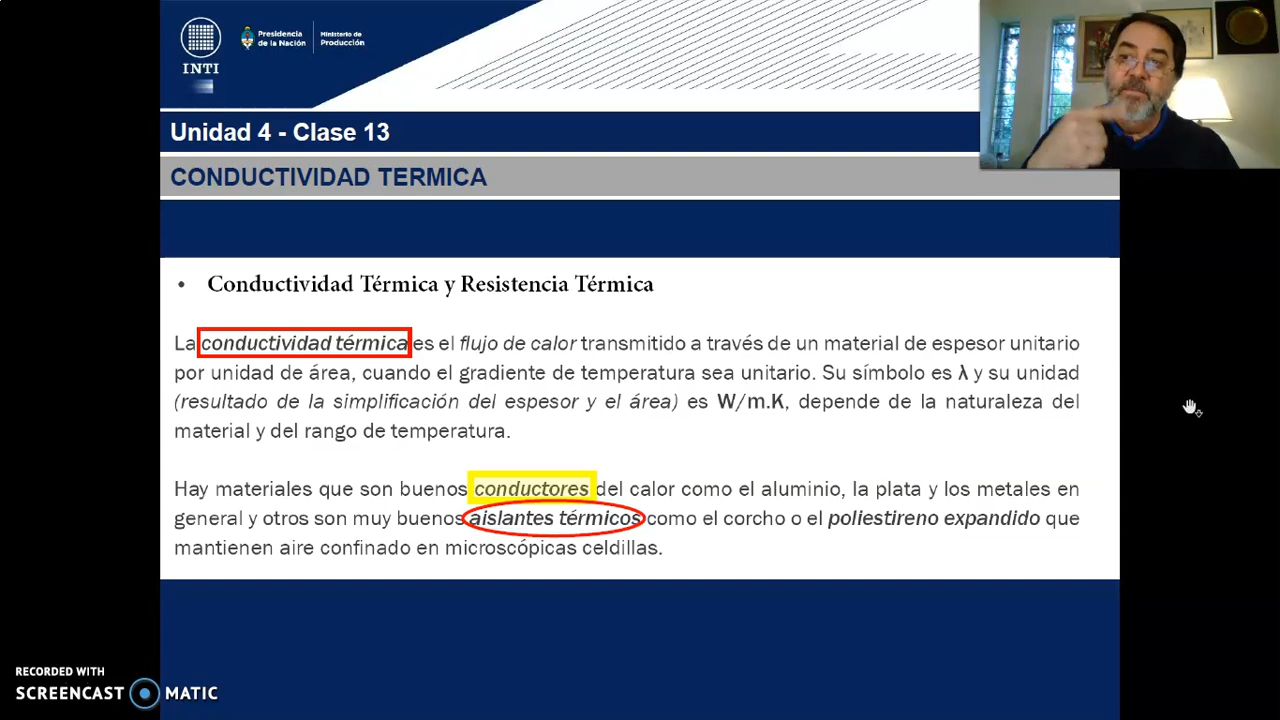 INTI
Presidencia
de la Nación
Ministerio de
Producción
Unidad 4 - Clase 13
CONDUCTIVIDAD TERMICA
• Conductividad Térmica y Resistencia Térmica
La conductividad térmica es el flujo de calor transmitido a través de un material de espesor unitario
por unidad de área, cuando el gradiente de temperatura sea unitario. Su símbolo es λ y su unidad
(resultado de la simplificación del espesor y el área) es W/m.K, depende de la naturaleza del
material y del rango de temperatura.
Hay materiales que son buenos conductores del calor como el aluminio, la plata y los metales en
general y otros son muy buenos aislantes térmicos como el corcho o el poliestireno expandido que
mantienen aire confinado en microscópicas celdillas.
RECORDED WITH
SCREENCAST MATIC